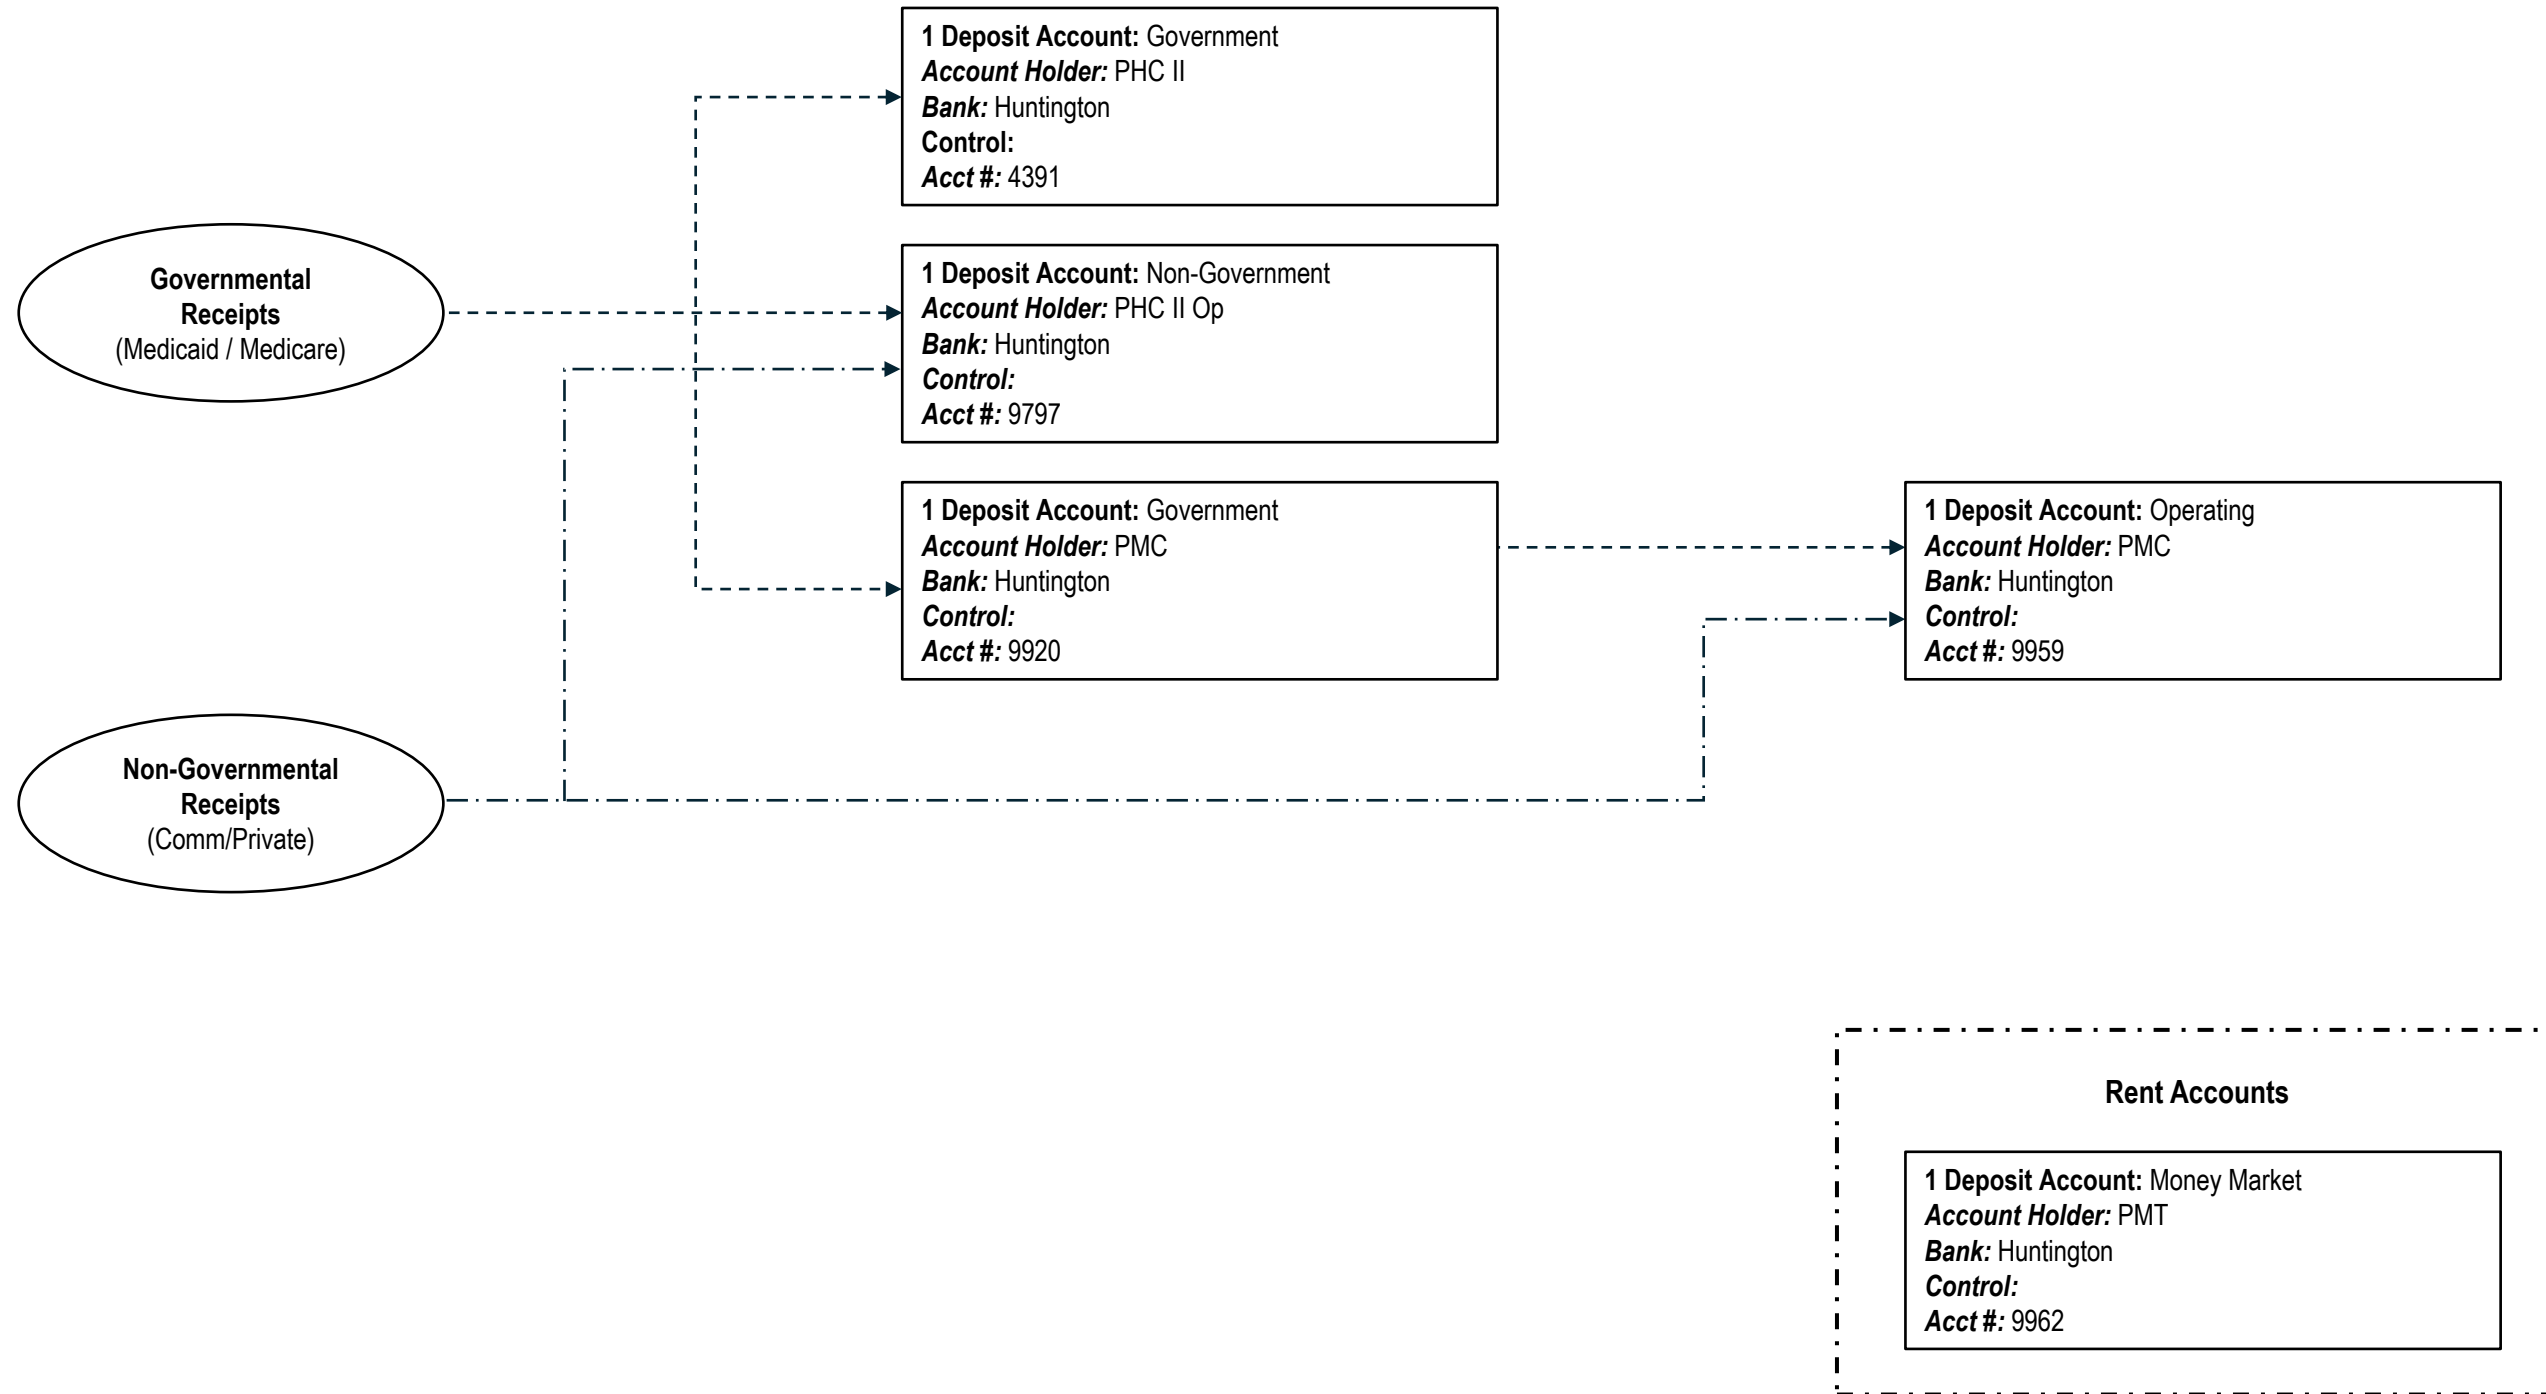 1 Deposit Account: Government
Account Holder: PHC II
Bank: Huntington
Control:
Acct #: 4391
Governmental
Receipts
(Medicaid / Medicare)
1 Deposit Account: Non-Government
Account Holder: PHC II Op
Bank: Huntington
Control:
Acct #: 9797
1 Deposit Account: Government
Account Holder: PMC
Bank: Huntington
Control:
Acct #: 9920
1 Deposit Account: Operating
Account Holder: PMC
Bank: Huntington
Control:
Acct #: 9959
Non-Governmental
Receipts
(Comm/Private)
Rent Accounts
1 Deposit Account: Money Market
Account Holder: PMT
Bank: Huntington
Control:
Acct #: 9962